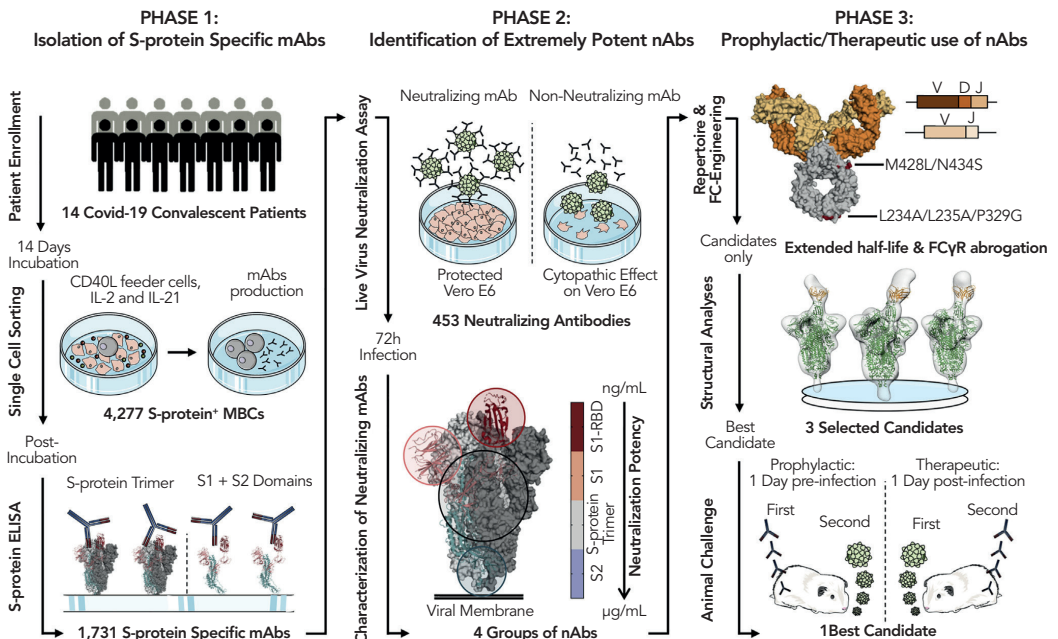 PHASE 1:
Isolation of S-protein Specific mAbs
Patient Enrollment
14 Covid-19 Convalescent Patients
14 Days
Incubation
Single Cell Sorting
CD40L feeder cells,
IL-2 and IL-21
mAbs
production
4,277 S-protein⁺ MBCs
Post-
Incubation
S-protein ELISA
S-protein Trimer
S1 + S2 Domains
1,731 S-protein Specific mAbs
PHASE 2:
Identification of Extremely Potent nAbs
Live Virus Neutralization Assay
Neutralizing mAb
Non-Neutralizing mAb
Protected
Vero E6
Cytopathic Effect
on Vero E6
453 Neutralizing Antibodies
72h
Infection
Characterization of Neutralizing mAbs
ng/mL
S1-RBD
S1
S-protein
Trimer
S2
Neutralization Potency
µg/mL
Viral Membrane
4 Groups of nAbs
PHASE 3:
Prophylactic/Therapeutic use of nAbs
Repertoire &
FC-Engineering
V D J
V J
M428L/N434S
L234A/L235A/P329G
Extended half-life & FCγR abrogation
Candidates
only
Structural Analyses
3 Selected Candidates
Best
Candidate
Animal Challenge
Prophylactic:
1 Day pre-infection
First
Second
Therapeutic:
1 Day post-infection
First
Second
1Best Candidate